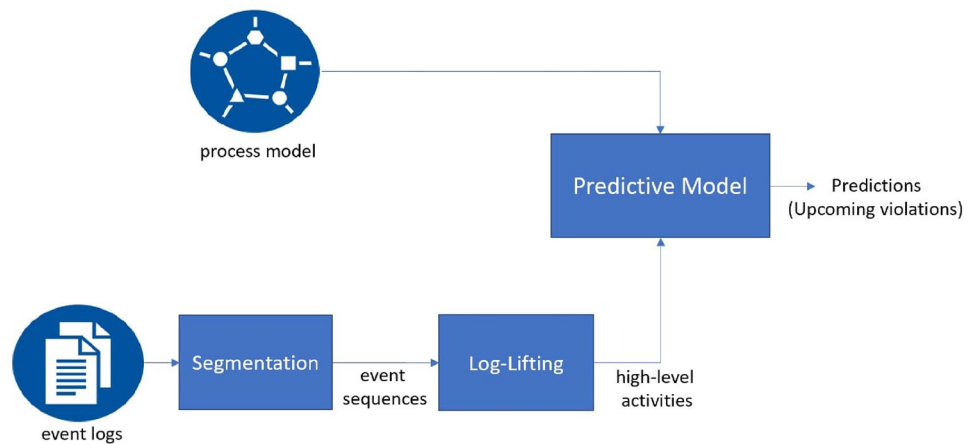 process model
Predictive Model
Predictions
(Upcoming violations)
Segmentation
event
sequences
Log-Lifting
high-level
activities
event logs